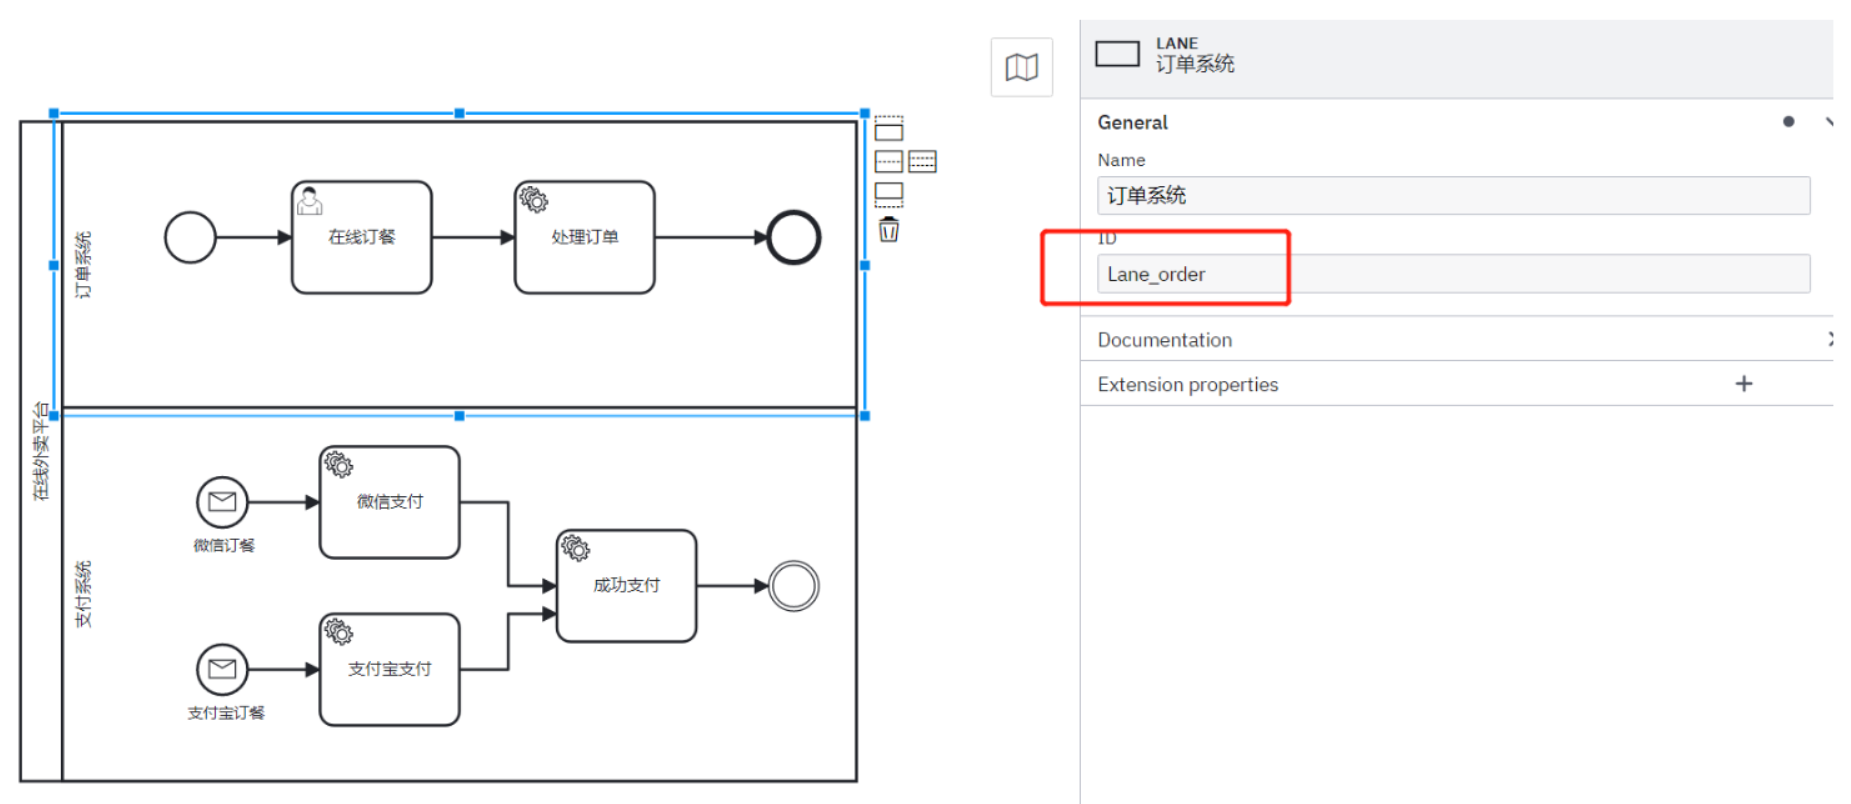 在线外卖平台
订单系统
在线订餐
处理订单
支付系统
微信订餐
微信支付
成功支付
支付宝订餐
支付宝支付
LANE
订单系统
General
Name
订单系统
ID
Lane_order
Documentation
Extension properties